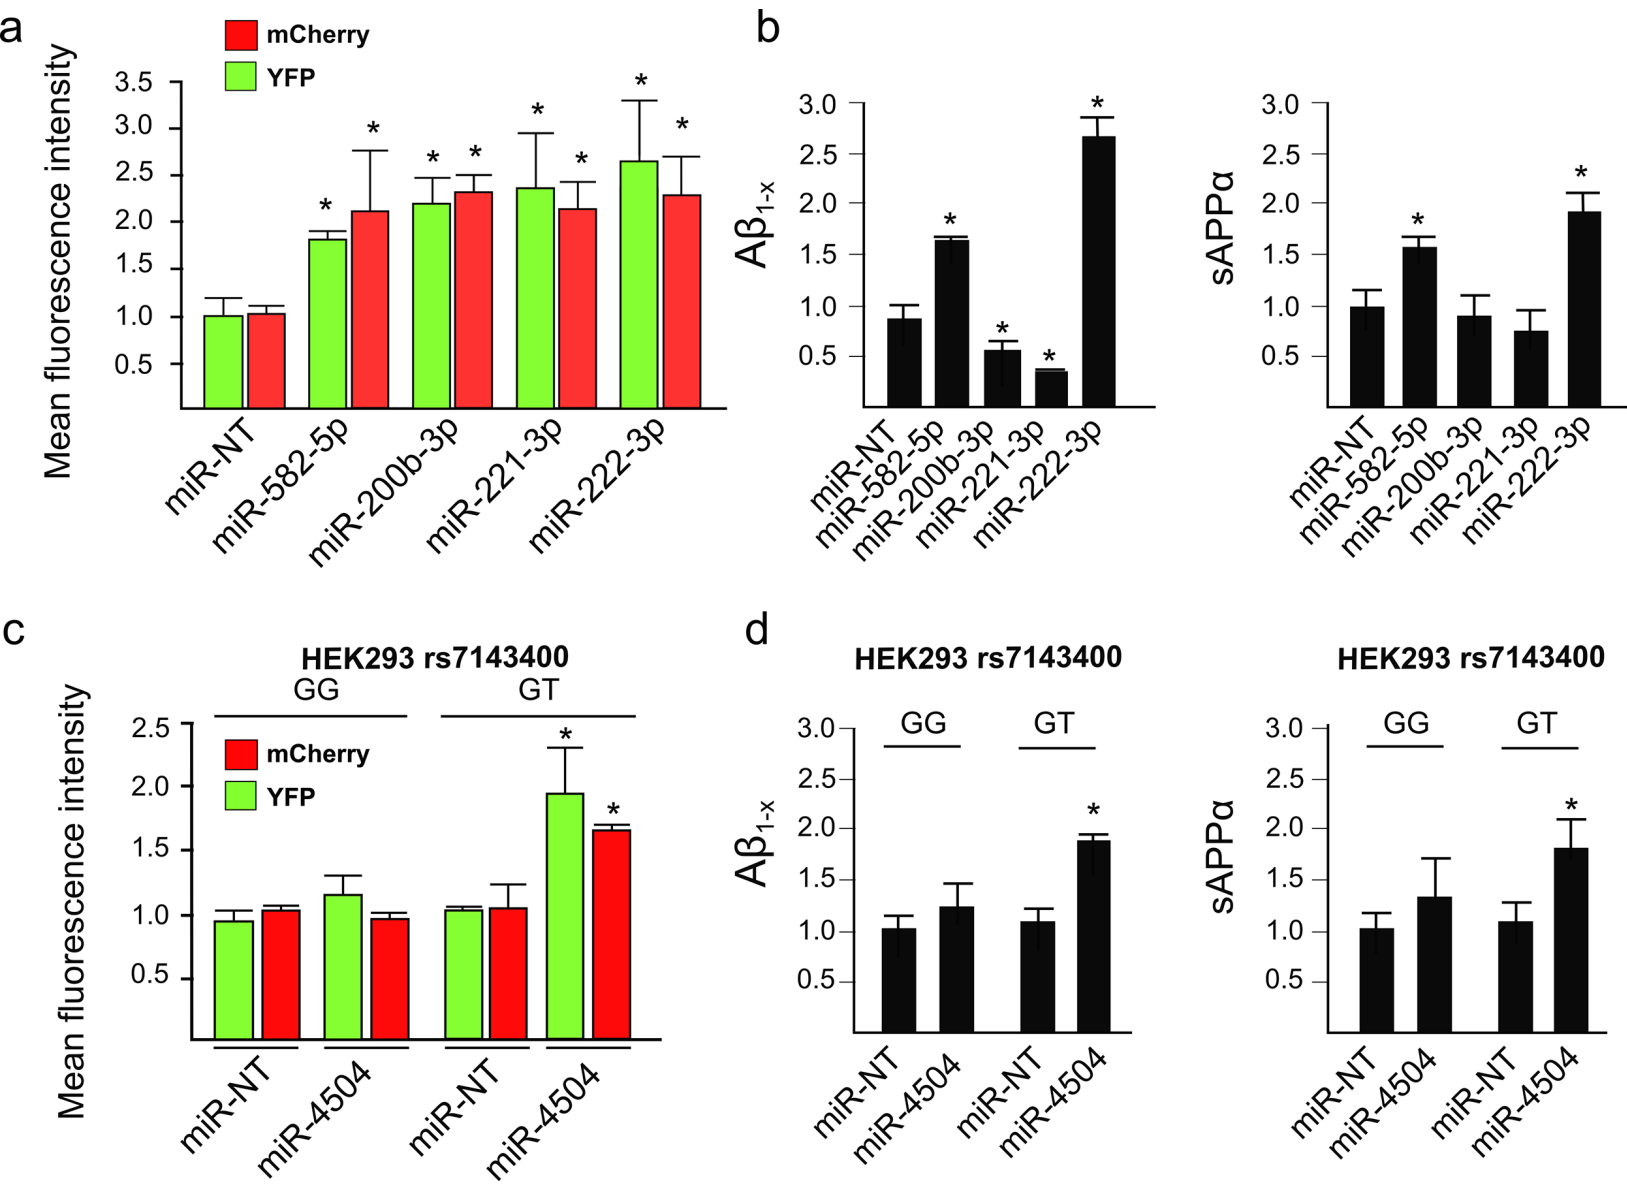 a
mCherry
YFP
Mean fluorescence intensity
3.5
3.0
2.5
2.0
1.5
1.0
0.5
* * * * * * * *
miR-NT
miR-582-5p
miR-200b-3p
miR-221-3p
miR-222-3p
b
Aβ1-x
3.0
2.5
2.0
1.5
1.0
0.5
* * * *
miR-NT
miR-582-5p
miR-200b-3p
miR-221-3p
miR-222-3p
sAPPα
3.0
2.5
2.0
1.5
1.0
0.5
* *
miR-NT
miR-582-5p
miR-200b-3p
miR-221-3p
miR-222-3p
c
HEK293 rs7143400
GG GT
mCherry
YFP
Mean fluorescence intensity
2.5
2.0
1.5
1.0
0.5
* *
miR-NT
miR-4504
miR-NT
miR-4504
d
HEK293 rs7143400
GG GT
Aβ1-x
3.0
2.5
2.0
1.5
1.0
0.5
*
miR-NT
miR-4504
miR-NT
miR-4504
HEK293 rs7143400
GG GT
sAPPα
3.0
2.5
2.0
1.5
1.0
0.5
*
miR-NT
miR-4504
miR-NT
miR-4504